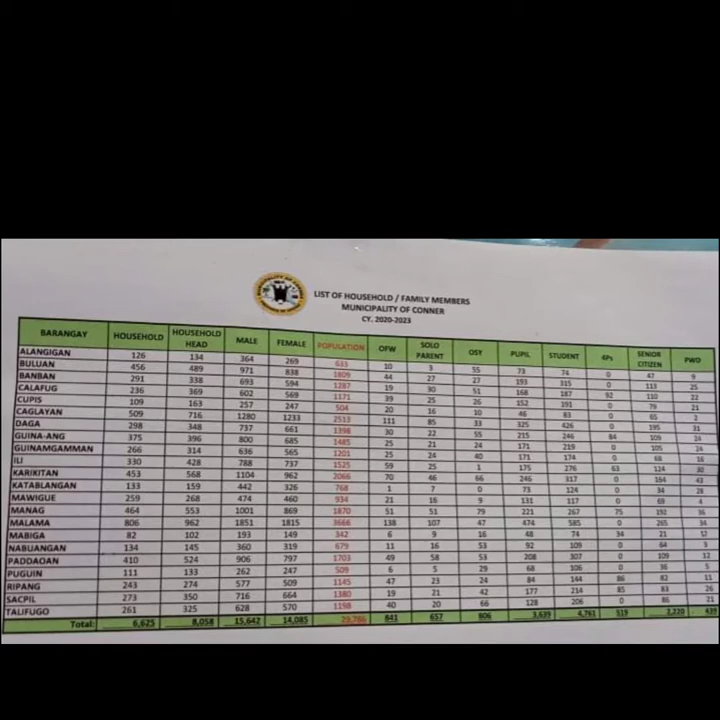 LIST OF HOUSEHOLD / FAMILY MEMBERS
MUNICIPALITY OF CONNER
CY. 2020-2023
BARANGAY HOUSEHOLD HOUSEHOLD HEAD MALE FEMALE POPULATION OFW SOLO PARENT OSY PUPIL STUDENT 4Ps SENIOR CITIZEN PWD
ALANGIGAN 126 134 364 269 633 10 3 55 73 74 0 47 9
BULUAN 456 489 971 838 1809 44 27 27 193 315 0 113 25
BANBAN 291 338 693 594 1287 19 30 51 168 187 92 110 22
CALAFUG 236 369 602 569 1171 39 25 26 152 191 0 79 21
CUPIS 109 163 257 247 504 20 16 10 46 83 0 65 2
CAGLAYAN 509 716 1280 1233 2513 111 85 33 325 426 0 195 31
DAGA 298 348 737 661 1398 30 22 55 215 246 84 109 24
GUINA-ANG 375 396 800 685 1485 25 21 24 171 219 0 105 24
GUINAMGAMMAN 266 314 636 565 1201 25 24 40 171 174 0 68 16
ILI 330 428 788 737 1525 59 25 1 175 276 63 124 30
KARIKITAN 453 568 1104 962 2066 70 46 66 246 317 0 164 43
KATABLANGAN 133 159 442 326 768 1 7 0 73 124 0 34 28
MAWIGUE 259 268 474 460 934 21 16 9 131 117 0 69 4
MANAG 464 553 1001 869 1870 51 51 79 221 267 75 192 36
MALAMA 806 962 1851 1815 3666 138 107 47 474 585 0 265 34
MABIGA 82 102 193 149 342 6 9 16 48 74 34 21 12
NABUANGAN 134 145 360 319 679 11 16 53 92 109 0 64 3
PADDAOAN 410 524 906 797 1703 49 58 53 208 307 0 109 12
PUGUIN 111 133 262 247 509 6 5 29 68 106 0 36 5
RIPANG 243 274 577 509 1145 47 23 24 84 144 86 82 11
SACPIL 273 350 716 664 1380 19 21 42 177 214 85 83 26
TALIFUGO 261 325 628 570 1198 40 20 66 128 206 0 86 21
Total: 6,625 8,058 15,642 14,085 841 657 806 3,639 4,761 519 2,220 439